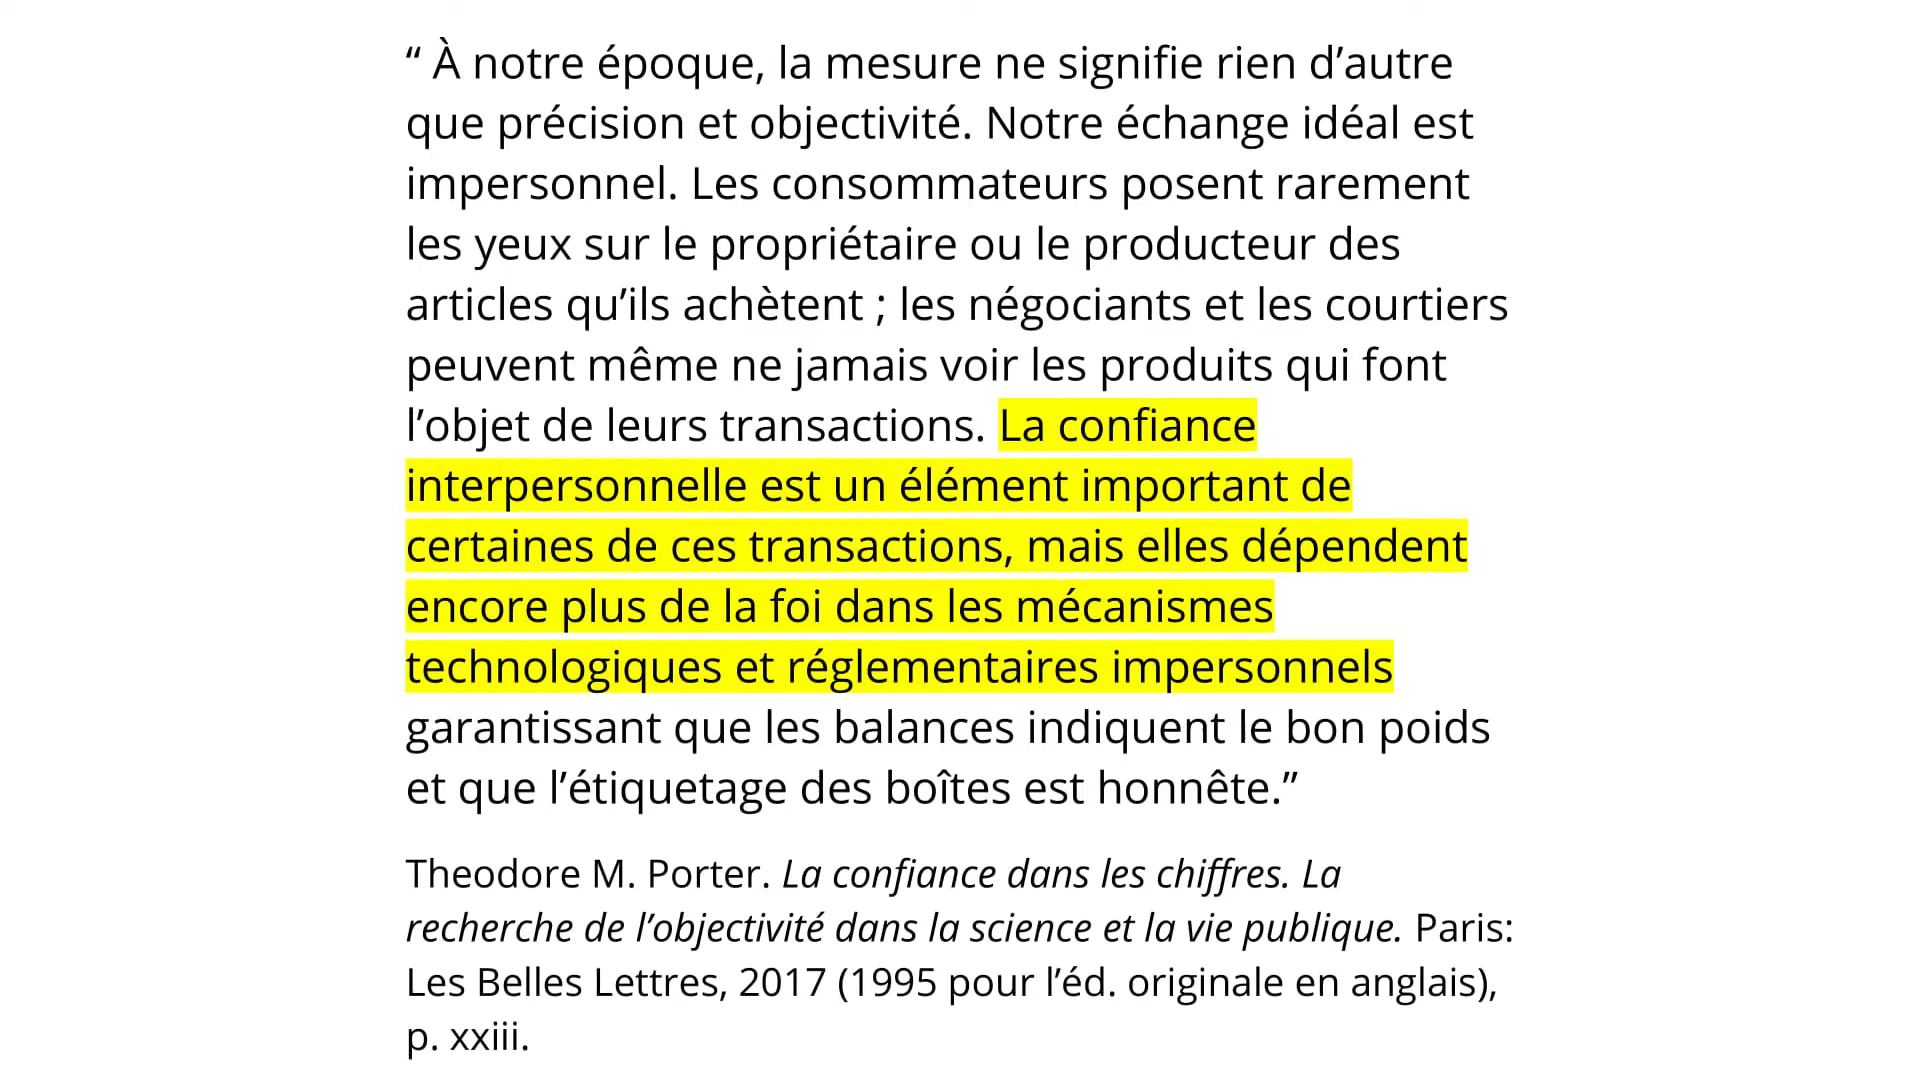 “ À notre époque, la mesure ne signifie rien d’autre
que précision et objectivité. Notre échange idéal est
impersonnel. Les consommateurs posent rarement
les yeux sur le propriétaire ou le producteur des
articles qu’ils achètent ; les négociants et les courtiers
peuvent même ne jamais voir les produits qui font
l’objet de leurs transactions. La confiance
interpersonnelle est un élément important de
certaines de ces transactions, mais elles dépendent
encore plus de la foi dans les mécanismes
technologiques et réglementaires impersonnels
garantissant que les balances indiquent le bon poids
et que l’étiquetage des boîtes est honnête.”
Theodore M. Porter. La confiance dans les chiffres. La
recherche de l’objectivité dans la science et la vie publique. Paris:
Les Belles Lettres, 2017 (1995 pour l’éd. originale en anglais),
p. xxiii.